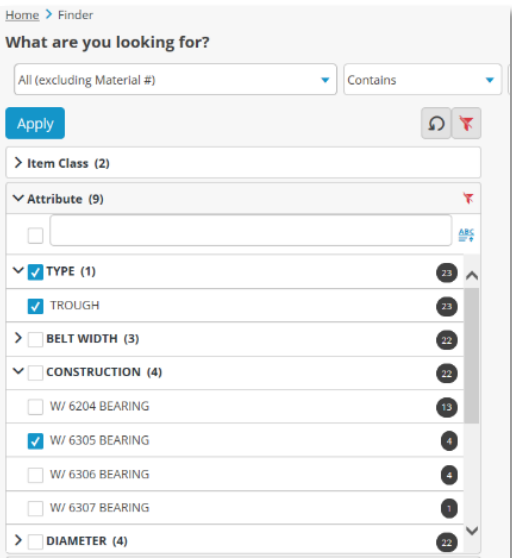 Home > Finder
What are you looking for?
All (excluding Material #) Contains
Apply
Item Class (2)
Attribute (9)
ABC
TYPE (1) 23
TROUGH 23
BELT WIDTH (3) 22
CONSTRUCTION (4) 22
W/ 6204 BEARING 13
W/ 6305 BEARING 4
W/ 6306 BEARING 4
W/ 6307 BEARING 1
DIAMETER (4) 22